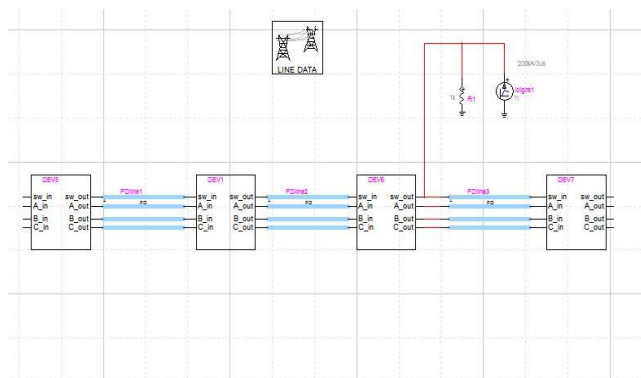 LINE DATA
200kA/3us
R1
DEV5
FDline1
DEV1
FDline2
DEV6
FDline3
DEV7
sw_in
sw_out
FD
sw_in
sw_out
FD
sw_in
sw_out
FD
sw_in
sw_out
A_in
A_out
A_in
A_out
A_in
A_out
A_in
A_out
B_in
B_out
B_in
B_out
B_in
B_out
B_in
B_out
C_in
C_out
C_in
C_out
C_in
C_out
C_in
C_out